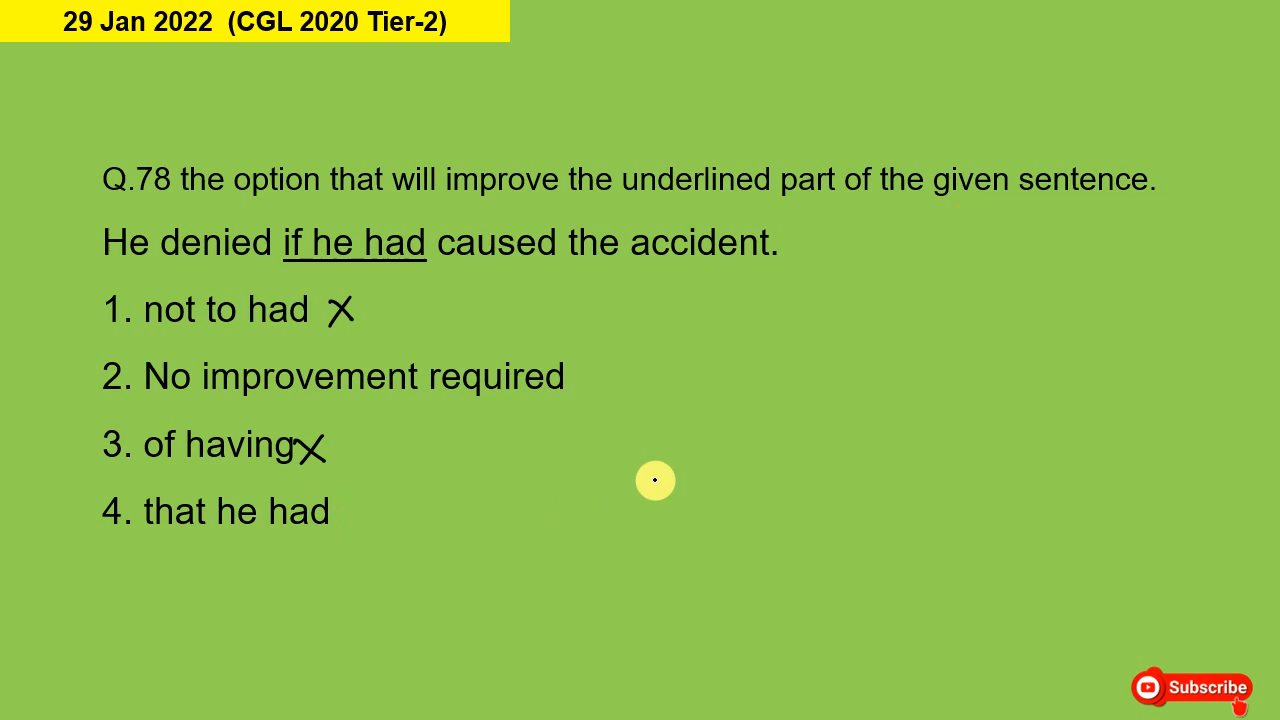 29 Jan 2022 (CGL 2020 Tier-2)
Q.78 the option that will improve the underlined part of the given sentence.
He denied if he had caused the accident.
1. not to had X
2. No improvement required
3. of having X
4. that he had
Subscribe